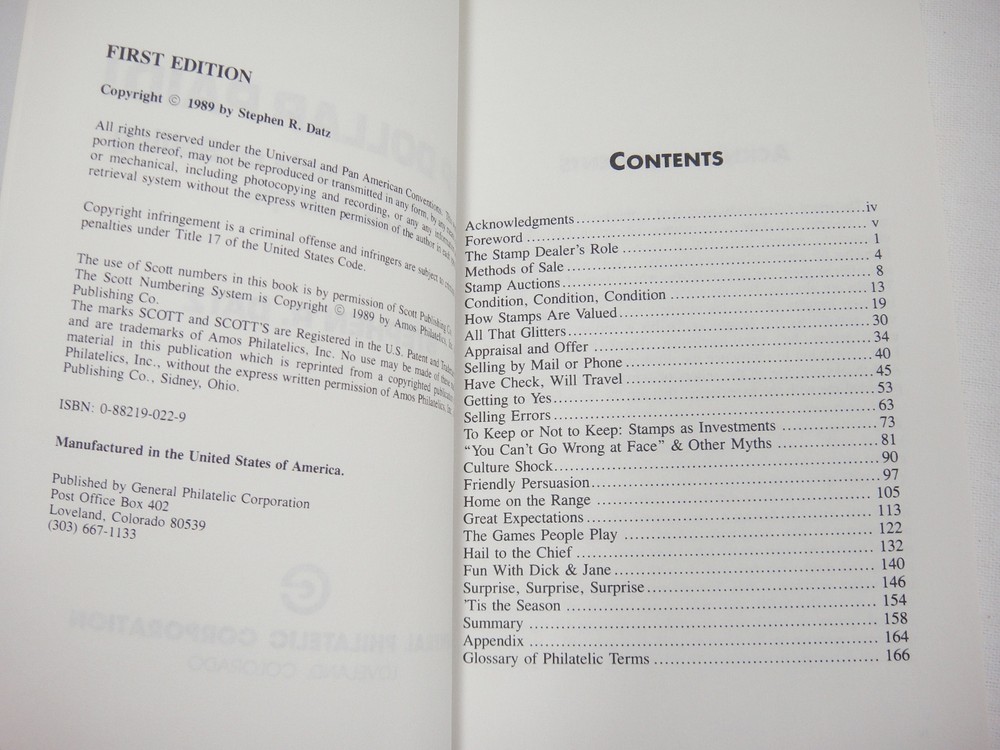 FIRST EDITION
Copyright © 1989 by Stephen R. Datz
All rights reserved under the Universal and Pan American Conventions.
portion thereof, may not be reproduced or transmitted in any form, by any
or mechanical, including photocopying and recording, or any any information
retrieval system without the express written permission of the author in each
Copyright infringement is a criminal offense and infringers are subject to
penalties under Title 17 of the United States Code.
The use of Scott numbers in this book is by permission of Scott Publishing Co.
The Scott Numbering System is Copyright © 1989 by Amos Philatelics, Inc.
Publishing Co.
The marks SCOTT and SCOTT'S are Registered in the U.S. Patent and
and are trademarks of Amos Philatelics, Inc. No use may be made of these
material in this publication which is reprinted from a copyrighted publication
Philatelics, Inc., without the express written permission of Amos Philatelics, Inc.
Publishing Co., Sidney, Ohio.
ISBN: 0-88219-022-9
Manufactured in the United States of America.
Published by General Philatelic Corporation
Post Office Box 402
Loveland, Colorado 80539
(303) 667-1133
CONTENTS
Acknowledgments iv
Foreword v
The Stamp Dealer's Role 1
Methods of Sale 4
Stamp Auctions 8
Condition, Condition, Condition 13
How Stamps Are Valued 19
All That Glitters 30
Appraisal and Offer 34
Selling by Mail or Phone 40
Have Check, Will Travel 45
Getting to Yes 53
Selling Errors 63
To Keep or Not to Keep: Stamps as Investments 73
"You Can't Go Wrong at Face" & Other Myths 81
Culture Shock 90
Friendly Persuasion 97
Home on the Range 105
Great Expectations 113
The Games People Play 122
Hail to the Chief 132
Fun With Dick & Jane 140
Surprise, Surprise, Surprise 146
'Tis the Season 154
Summary 158
Appendix 164
Glossary of Philatelic Terms 166